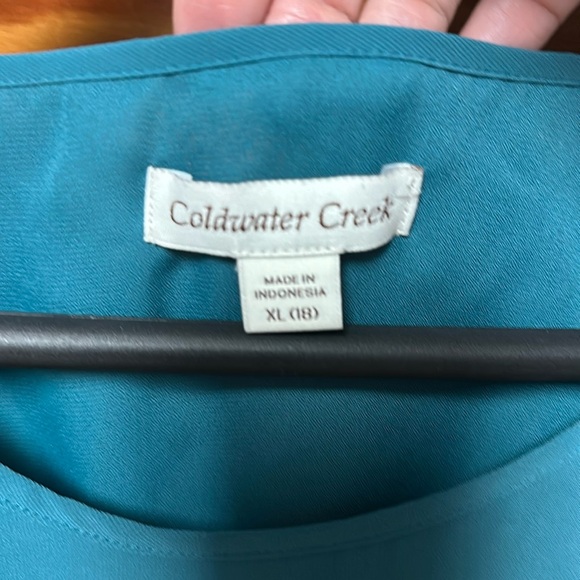 Coldwater Creek
MADE IN
INDONESIA
XL (18)